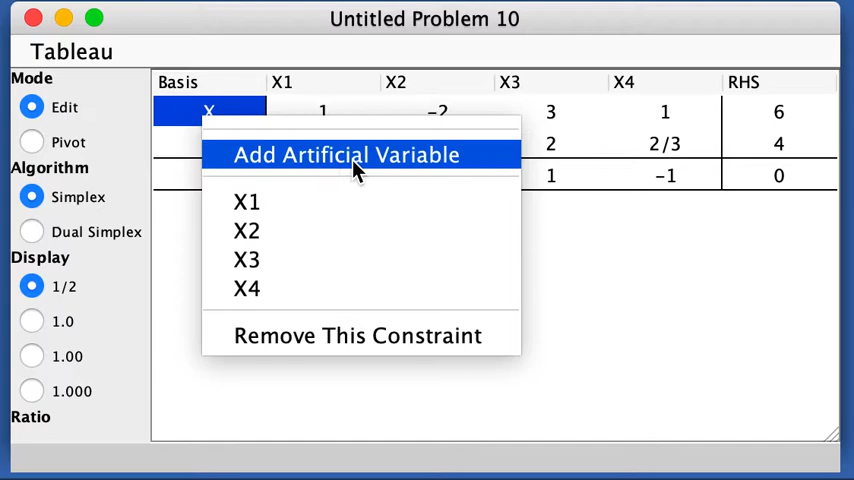 Untitled Problem 10
Tableau
Mode
Edit
Pivot
Algorithm
Simplex
Dual Simplex
Display
1/2
1.0
1.00
1.000
Ratio
Basis X1 X2 X3 X4 RHS
X 1 -2 3 1 6
2 2/3 4
1 -1 0
Add Artificial Variable
X1
X2
X3
X4
Remove This Constraint